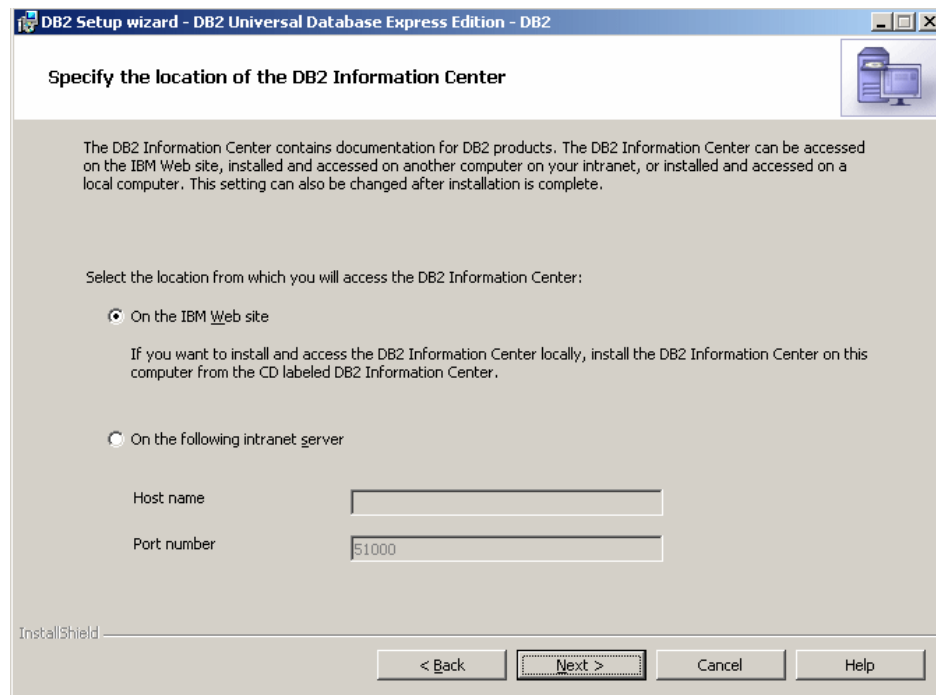 DB2 Setup wizard - DB2 Universal Database Express Edition - DB2
Specify the location of the DB2 Information Center
The DB2 Information Center contains documentation for DB2 products. The DB2 Information Center can be accessed
on the IBM Web site, installed and accessed on another computer on your intranet, or installed and accessed on a
local computer. This setting can also be changed after installation is complete.
Select the location from which you will access the DB2 Information Center:
On the IBM Web site
If you want to install and access the DB2 Information Center locally, install the DB2 Information Center on this
computer from the CD labeled DB2 Information Center.
On the following intranet server
Host name
Port number
51000
InstallShield
< Back
Next >
Cancel
Help